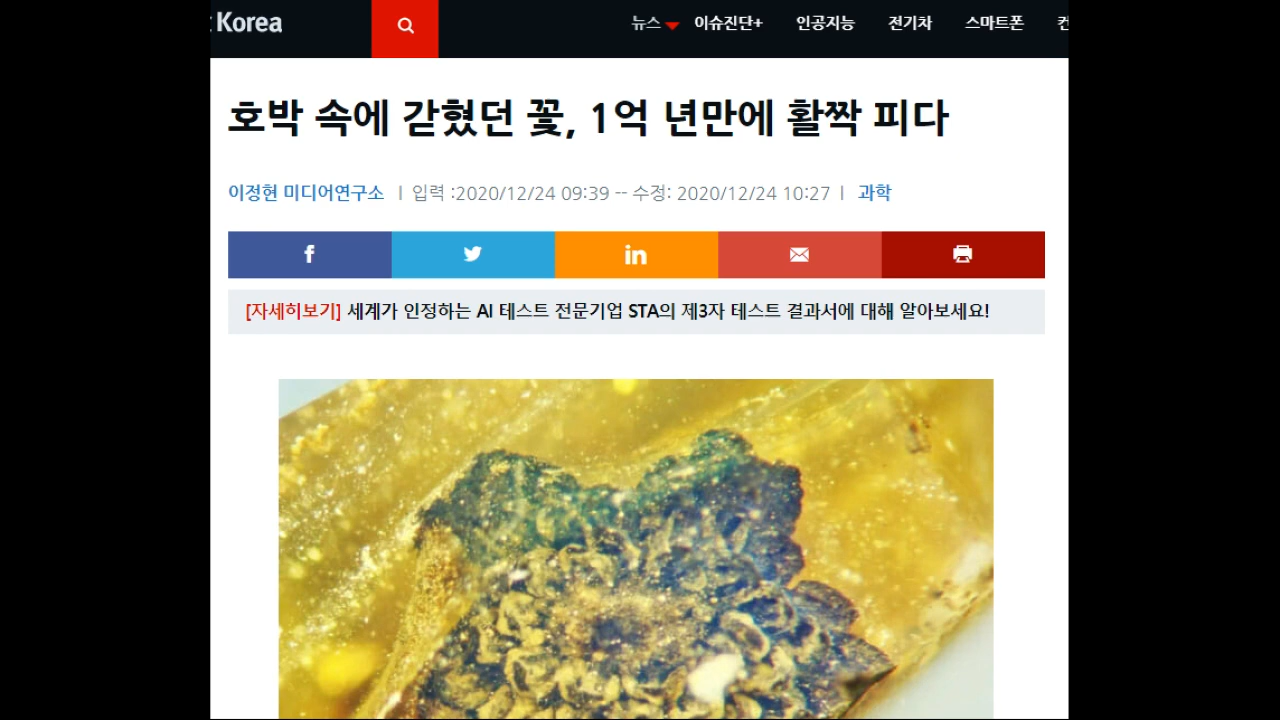 Korea
뉴스 이슈진단+ 인공지능 전기차 스마트폰
호박 속에 갇혔던 꽃, 1억 년만에 활짝 피다
이정현 미디어연구소 | 입력 :2020/12/24 09:39 -- 수정: 2020/12/24 10:27 | 과학
[자세히보기] 세계가 인정하는 AI 테스트 전문기업 STA의 제3자 테스트 결과서에 대해 알아보세요!